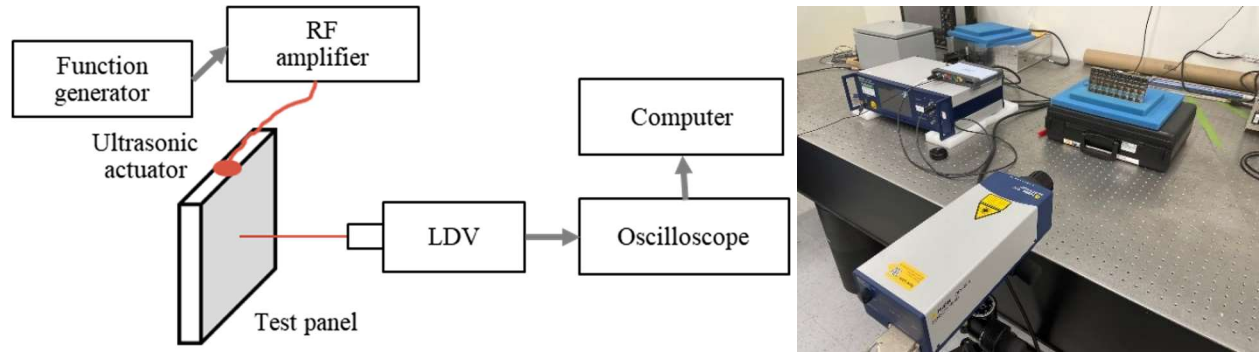 Function
generator
RF
amplifier
Ultrasonic
actuator
Computer
LDV
Oscilloscope
Test panel